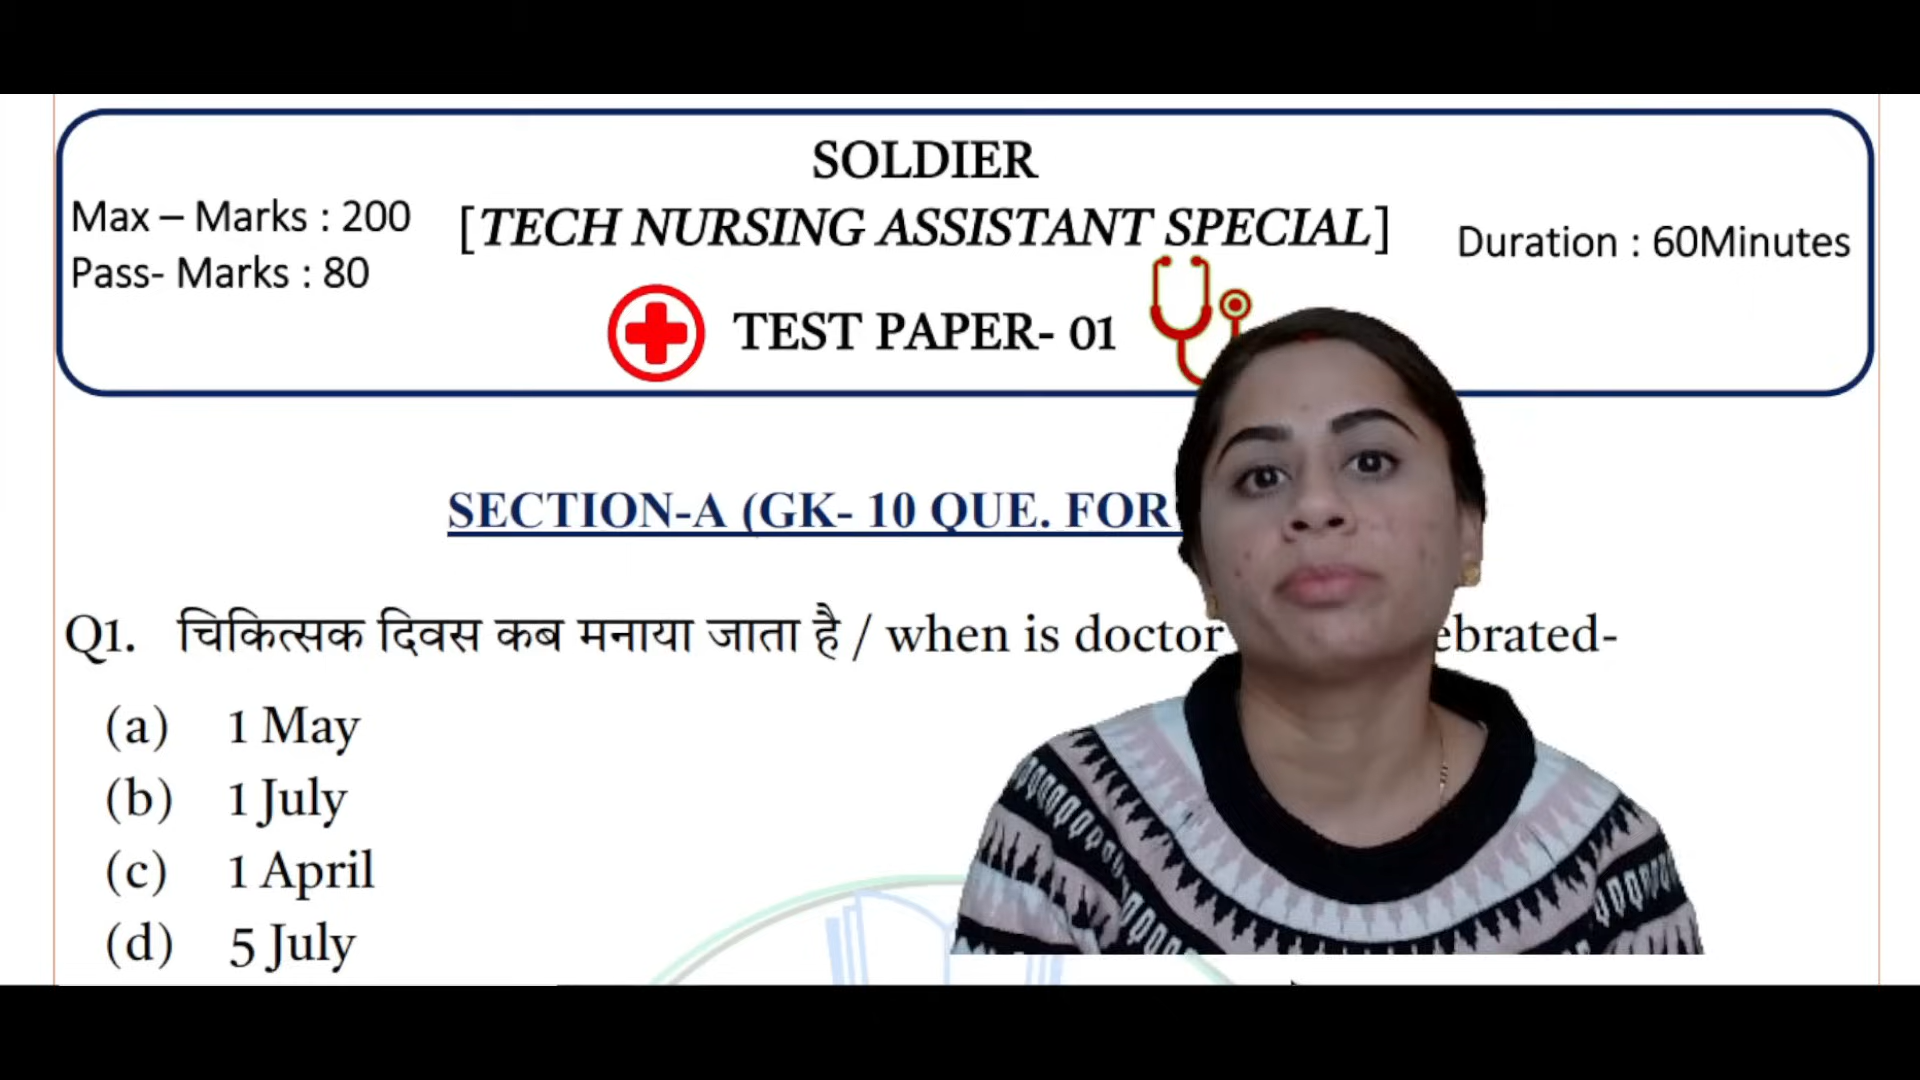 SOLDIER
Max – Marks : 200
Pass- Marks : 80
[TECH NURSING ASSISTANT SPECIAL]
Duration : 60Minutes
TEST PAPER- 01
SECTION-A (GK- 10 QUE. FOR
Q1. चिकित्सक दिवस कब मनाया जाता है / when is doctor ebrated-
(a) 1 May
(b) 1 July
(c) 1 April
(d) 5 July